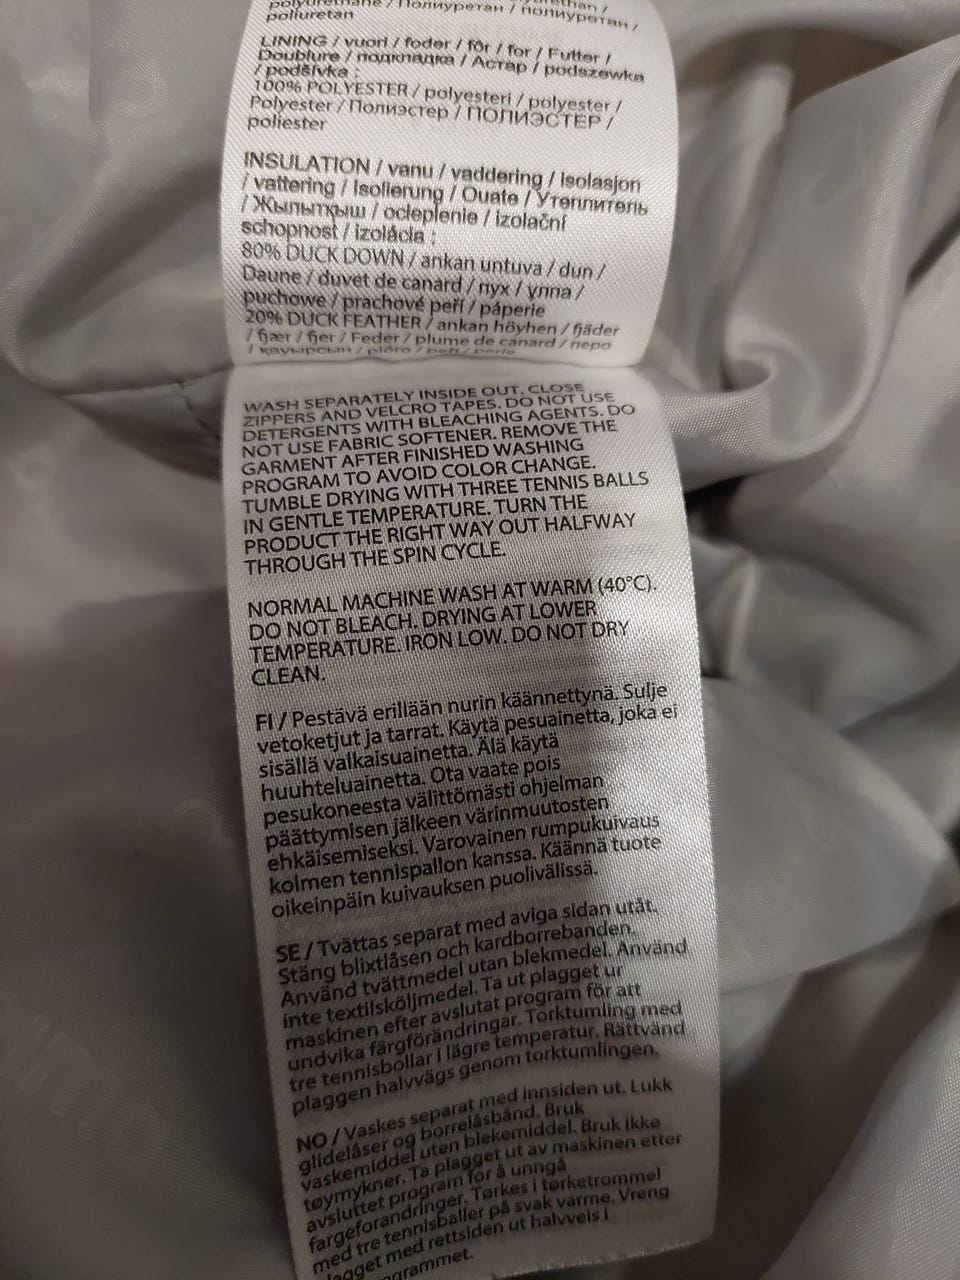 polyurethane / Полиуретан / полиуретан /
poliuretan
LINING / vuori / foder / fôr / for / Futter /
Doublure / подкладка / Астар / podszewka
/ podšívka :
100% POLYESTER / polyesteri / polyester /
Polyester / Полиэстер / ПОЛИЭСТЕР /
poliester
INSULATION / vanu / vaddering / Isolasjon
/ vattering / Isolierung / Ouate / Утеплитель
/ Жылыткыш / ocieplenie / Izolační
schopnost / Izolácia :
80% DUCK DOWN / ankan untuva / dun /
Daune / duvet de canard / пух / уппа /
puchowe / prachové peří / páperie
20% DUCK FEATHER / ankan höyhen / fjäder
/ fjær / fjer / Feder / plume de canard / перо
/ кауырсын / pióro / peří / perie
WASH SEPARATELY INSIDE OUT. CLOSE
ZIPPERS AND VELCRO TAPES. DO NOT USE
DETERGENTS WITH BLEACHING AGENTS. DO
NOT USE FABRIC SOFTENER. REMOVE THE
GARMENT AFTER FINISHED WASHING
PROGRAM TO AVOID COLOR CHANGE.
TUMBLE DRYING WITH THREE TENNIS BALLS
IN GENTLE TEMPERATURE. TURN THE
PRODUCT THE RIGHT WAY OUT HALFWAY
THROUGH THE SPIN CYCLE.
NORMAL MACHINE WASH AT WARM (40°C).
DO NOT BLEACH. DRYING AT LOWER
TEMPERATURE. IRON LOW. DO NOT DRY
CLEAN.
FI / Pestävä erillään nurin käännettynä. Sulje
vetoketjut ja tarrat. Käytä pesuainetta, joka ei
sisällä valkaisuainetta. Älä käytä
huuhteluainetta. Ota vaate pois
pesukoneesta välittömästi ohjelman
päättymisen jälkeen värinmuutosten
ehkäisemiseksi. Varovainen rumpukuivaus
kolmen tennispallon kanssa. Käännä tuote
oikeinpäin kuivauksen puolivälissä.
SE / Tvättas separat med aviga sidan utåt.
Stäng blixtlåsen och kardborrebanden.
Använd tvättmedel utan blekmedel. Använd
inte textilsköljmedel. Ta ut plagget ur
maskinen efter avslutat program för att
undvika färgförändringar. Torktumling med
tre tennisbollar i lägre temperatur. Rättvänd
plaggen halvvägs genom torktumlingen.
NO / Vaskes separat med innsiden ut. Lukk
glidelåser og borrelåsbånd. Bruk
vaskemiddel uten blekemiddel. Bruk ikke
tøymykner. Ta plagget ut av maskinen etter
avsluttet program for å unngå
fargeforandringer. Tørkes i tørketrommel
med tre tennisballer på svak varme. Vreng
plagget med rettsiden ut halvveis i
programmet.